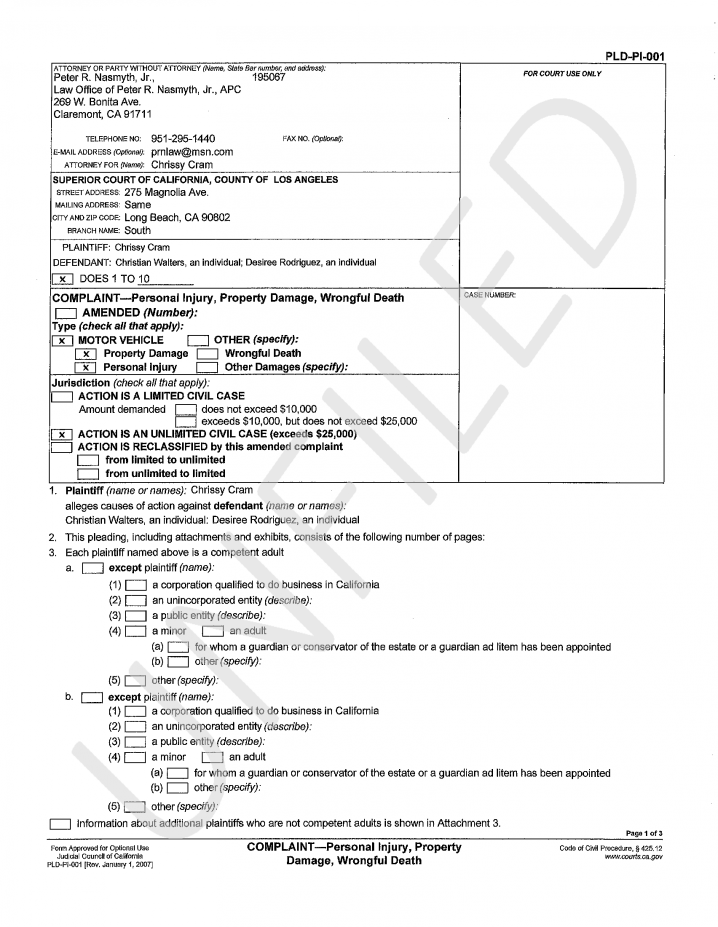 PLD-PI-001
ATTORNEY OR PARTY WITHOUT ATTORNEY (Name, State Bar number, and address):
Peter R. Nasmyth, Jr., 195067
Law Office of Peter R. Nasmyth, Jr., APC
269 W. Bonita Ave.
Claremont, CA 91711
TELEPHONE NO: 951-295-1440 FAX NO. (Optional):
E-MAIL ADDRESS (Optional): prnlaw@msn.com
ATTORNEY FOR (Name): Chrissy Cram
FOR COURT USE ONLY
SUPERIOR COURT OF CALIFORNIA, COUNTY OF LOS ANGELES
STREET ADDRESS: 275 Magnolia Ave.
MAILING ADDRESS: Same
CITY AND ZIP CODE: Long Beach, CA 90802
BRANCH NAME: South
PLAINTIFF: Chrissy Cram
DEFENDANT: Christian Walters, an individual; Desiree Rodriguez, an individual
x DOES 1 TO 10
COMPLAINT—Personal Injury, Property Damage, Wrongful Death
AMENDED (Number):
CASE NUMBER:
Type (check all that apply):
x MOTOR VEHICLE OTHER (specify):
x Property Damage Wrongful Death
x Personal Injury Other Damages (specify):
Jurisdiction (check all that apply):
ACTION IS A LIMITED CIVIL CASE
Amount demanded does not exceed $10,000
exceeds $10,000, but does not exceed $25,000
x ACTION IS AN UNLIMITED CIVIL CASE (exceeds $25,000)
ACTION IS RECLASSIFIED by this amended complaint
from limited to unlimited
from unlimited to limited
1. Plaintiff (name or names): Chrissy Cram
alleges causes of action against defendant (name or names):
Christian Walters, an individual: Desiree Rodriguez, an individual
2. This pleading, including attachments and exhibits, consists of the following number of pages:
3. Each plaintiff named above is a competent adult
a. except plaintiff (name):
(1) a corporation qualified to do business in California
(2) an unincorporated entity (describe):
(3) a public entity (describe):
(4) a minor an adult
(a) for whom a guardian or conservator of the estate or a guardian ad litem has been appointed
(b) other (specify):
(5) other (specify):
b. except plaintiff (name):
(1) a corporation qualified to do business in California
(2) an unincorporated entity (describe):
(3) a public entity (describe):
(4) a minor an adult
(a) for whom a guardian or conservator of the estate or a guardian ad litem has been appointed
(b) other (specify):
(5) other (specify):
Information about additional plaintiffs who are not competent adults is shown in Attachment 3.
Page 1 of 3
Form Approved for Optional Use
Judicial Council of California
PLD-PI-001 [Rev. January 1, 2007]
COMPLAINT—Personal Injury, Property
Damage, Wrongful Death
Code of Civil Procedure, § 425.12
www.courts.ca.gov
UNFILED